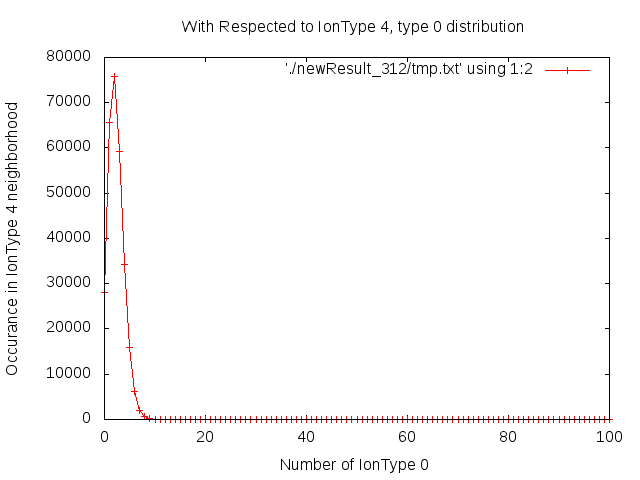 With Respected to IonType 4, type 0 distribution
'./newResult_312/tmp.txt' using 1:2
Occurance in IonType 4 neighborhood
80000
70000
60000
50000
40000
30000
20000
10000
0
0 20 40 60 80 100
Number of IonType 0